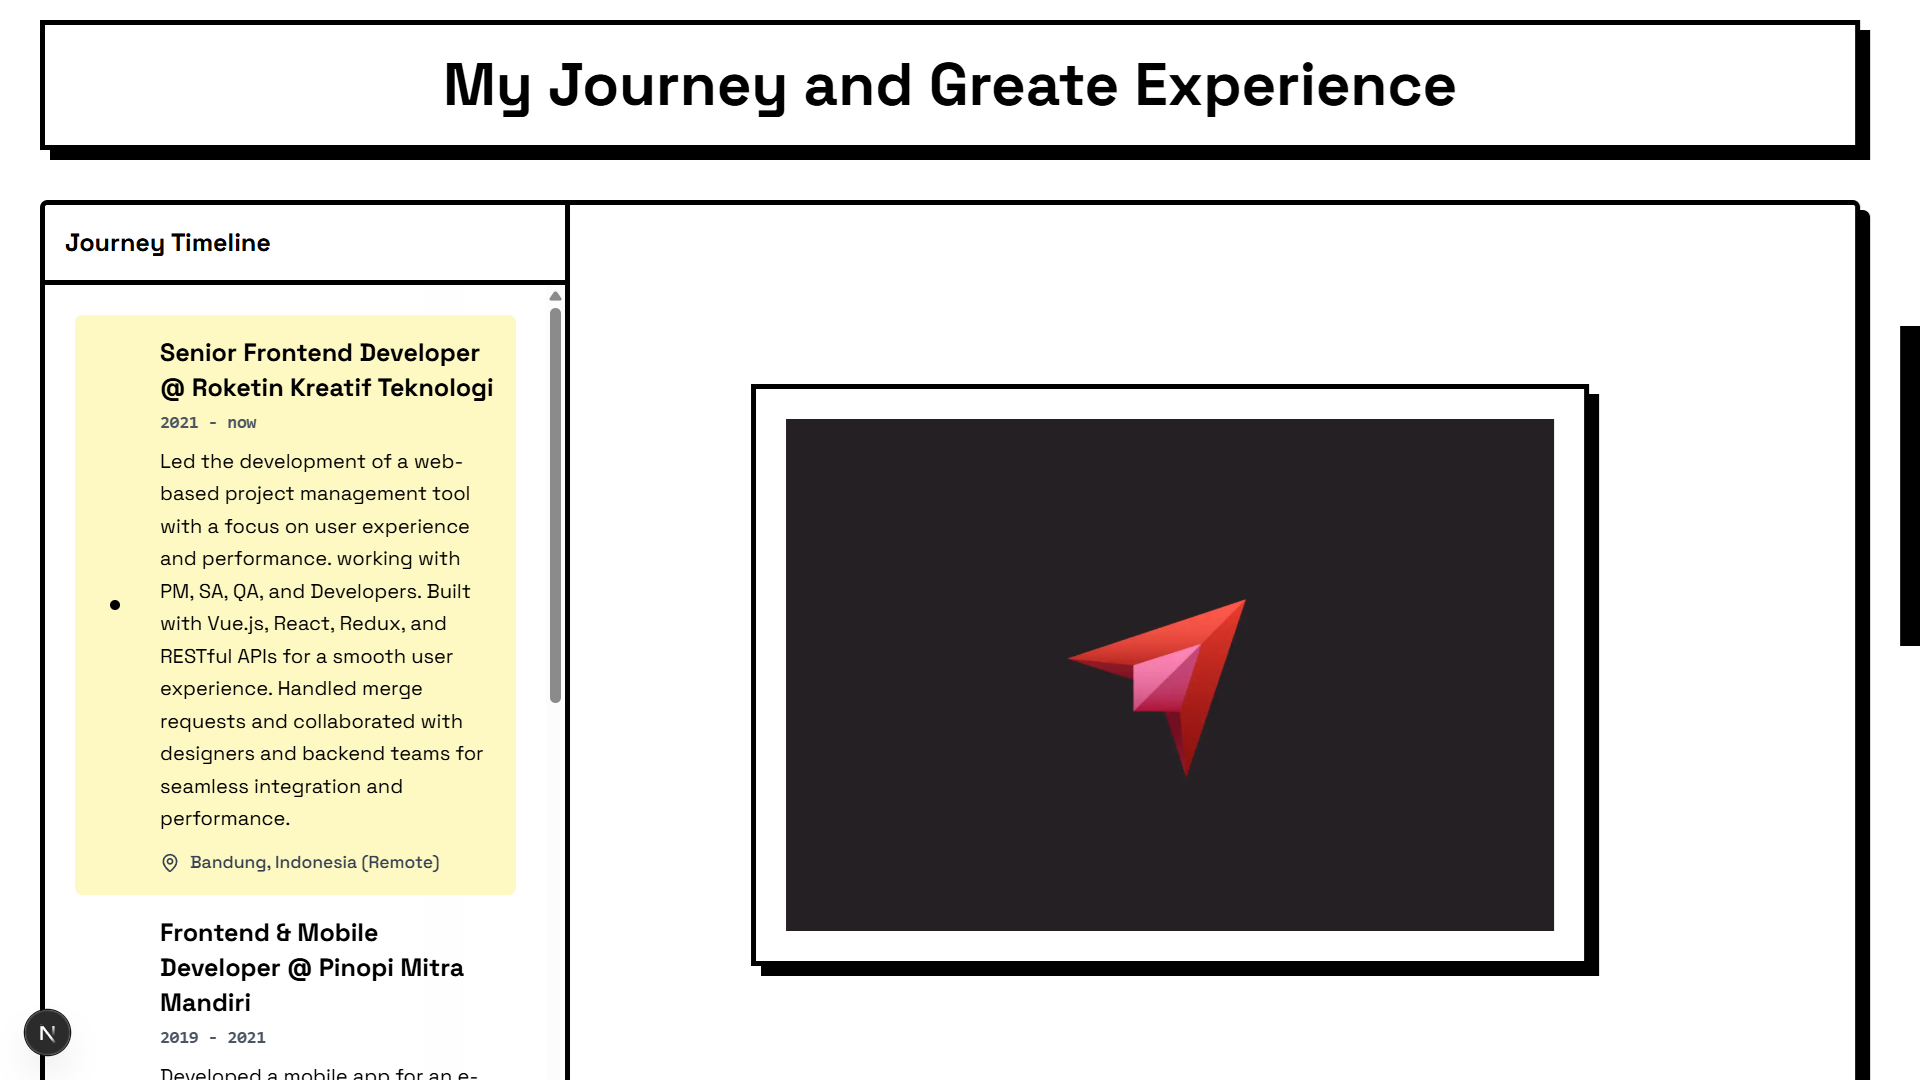 My Journey and Greate Experience
Journey Timeline
Senior Frontend Developer
@ Roketin Kreatif Teknologi
2021 - now
Led the development of a web-
based project management tool
with a focus on user experience
and performance. working with
PM, SA, QA, and Developers. Built
with Vue.js, React, Redux, and
RESTful APIs for a smooth user
experience. Handled merge
requests and collaborated with
designers and backend teams for
seamless integration and
performance.
Bandung, Indonesia (Remote)
Frontend & Mobile
Developer @ Pinopi Mitra
Mandiri
2019 - 2021
Developed a mobile app for an e-
N